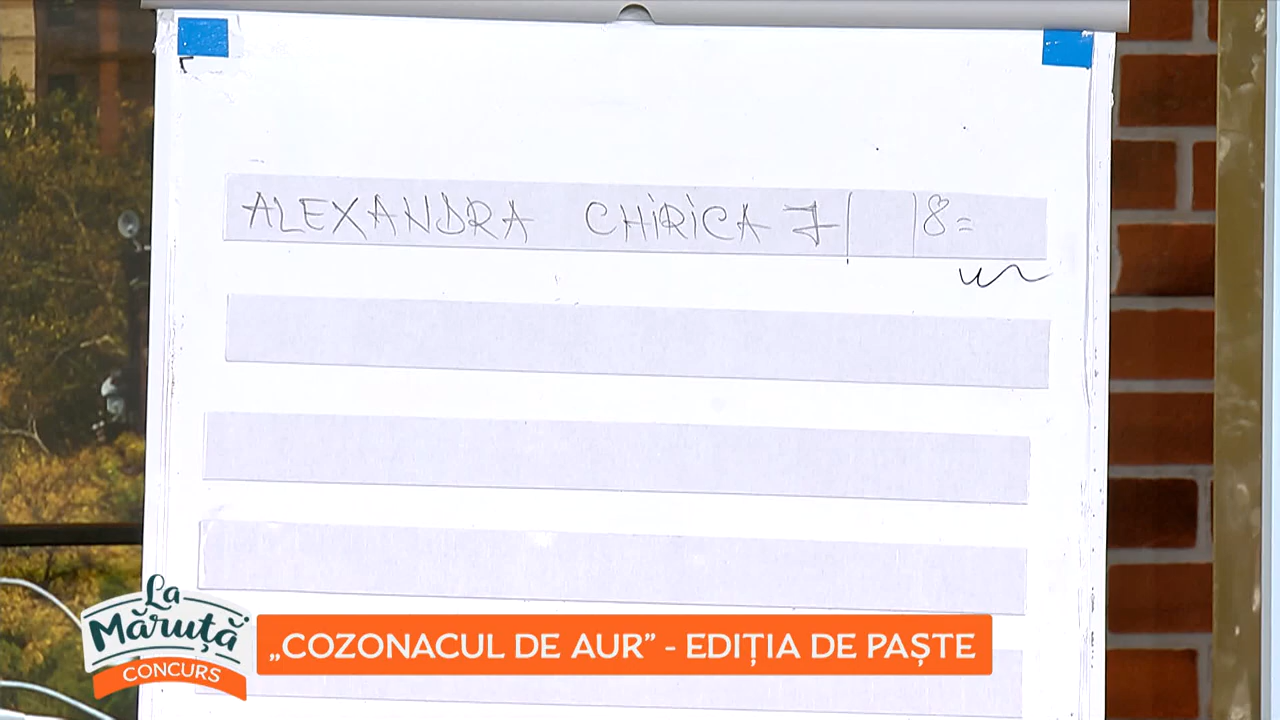 ALEXANDRA CHIRICA 7 | | 8=
La
Măruță
CONCURS
„COZONACUL DE AUR” - EDIȚIA DE PAȘTE